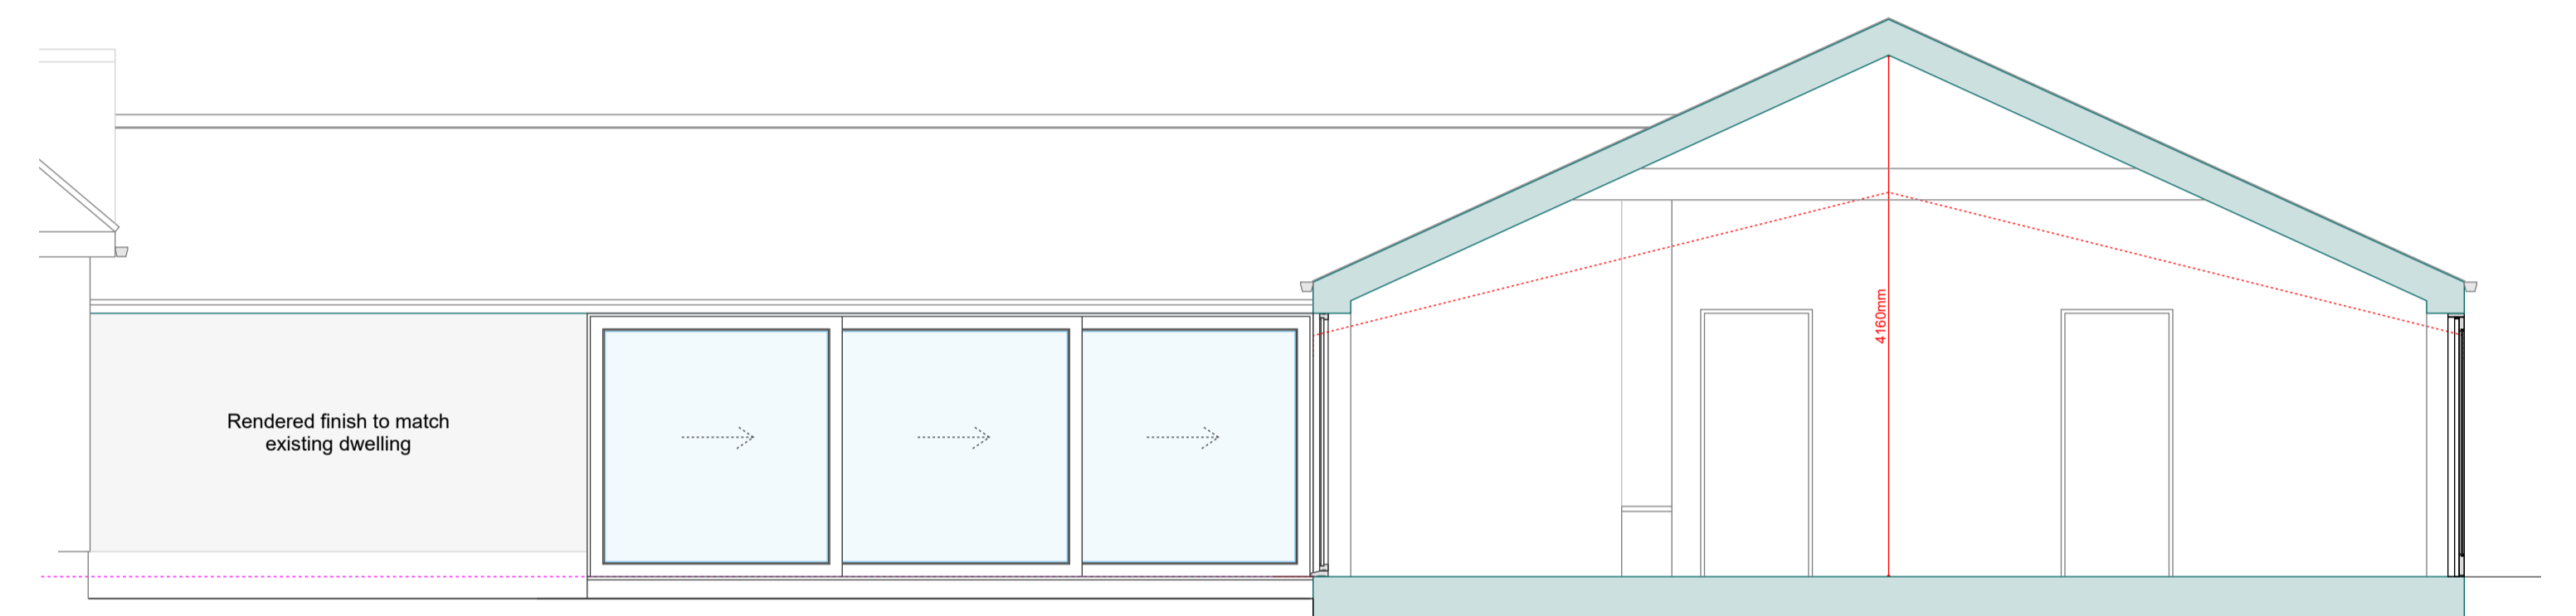 Rendered finish to match
existing dwelling
4160mm